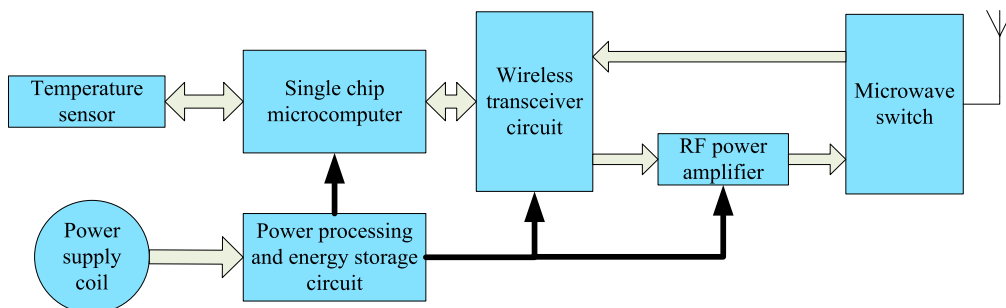 Temperature
sensor
Single chip
microcomputer
Wireless
transceiver
circuit
Microwave
switch
RF power
amplifier
Power
supply
coil
Power processing
and energy storage
circuit